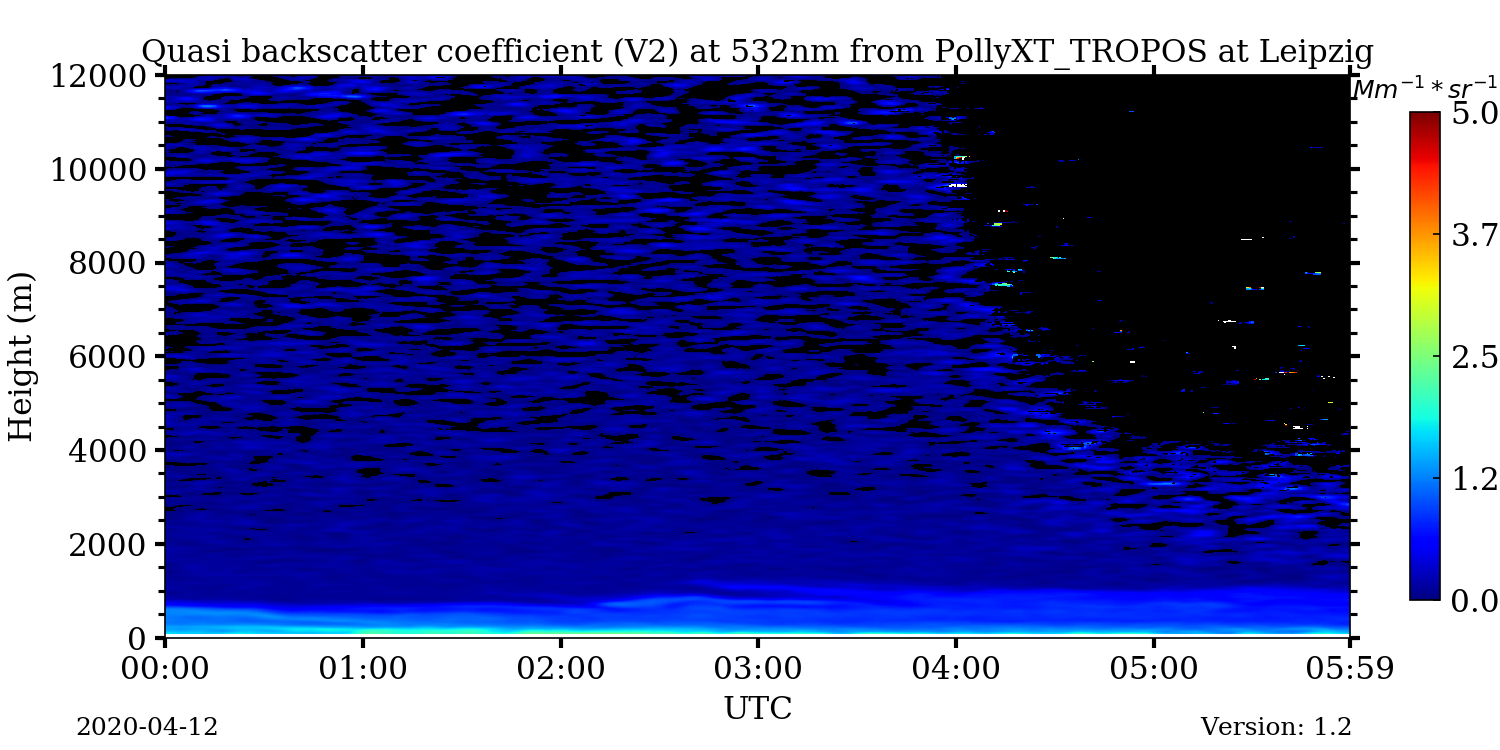 Quasi backscatter coefficient (V2) at 532nm from PollyXT_TROPOS at Leipzig
Mm⁻¹ * sr⁻¹
12000
10000
8000
6000
4000
2000
0
Height (m)
00:00 01:00 02:00 03:00 04:00 05:00 05:59
UTC
5.0
3.7
2.5
1.2
0.0
2020-04-12
Version: 1.2